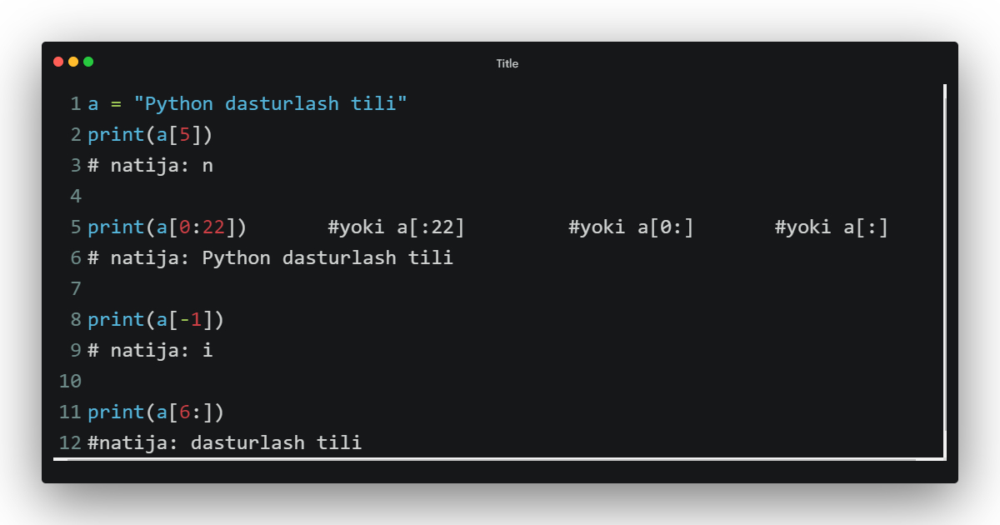 Title
1 a = "Python dasturlash tili"
2 print(a[5])
3 # natija: n
4
5 print(a[0:22])       #yoki a[:22]         #yoki a[0:]       #yoki a[:]
6 # natija: Python dasturlash tili
7
8 print(a[-1])
9 # natija: i
10
11 print(a[6:])
12 #natija: dasturlash tili